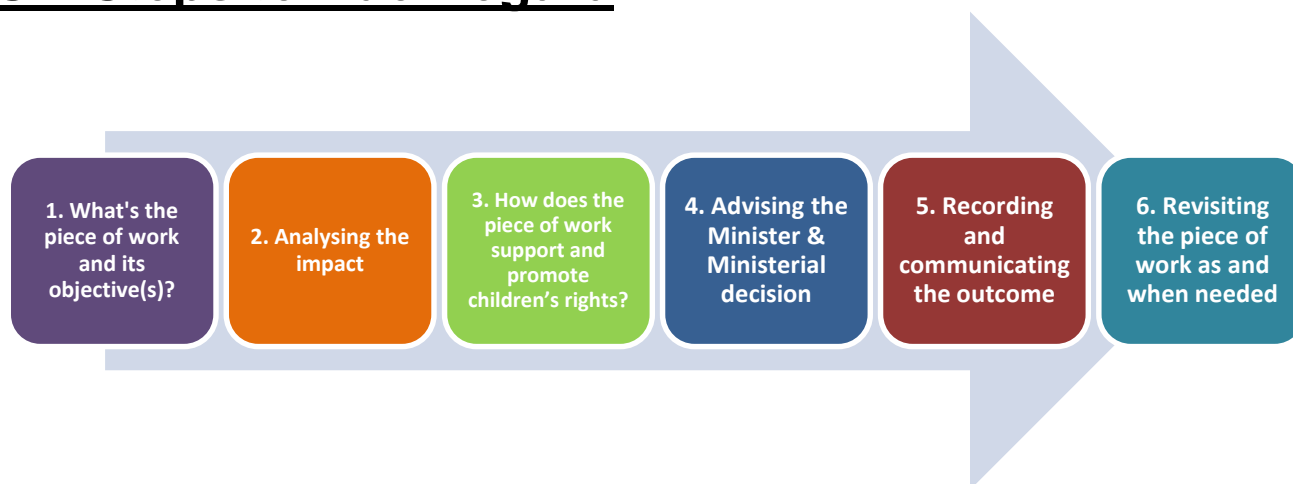 1. What's the
piece of work
and its
objective(s)?
2. Analysing the
impact
3. How does the
piece of work
support and
promote
children’s rights?
4. Advising the
Minister &
Ministerial
decision
5. Recording
and
communicating
the outcome
6. Revisiting
the piece of
work as and
when needed